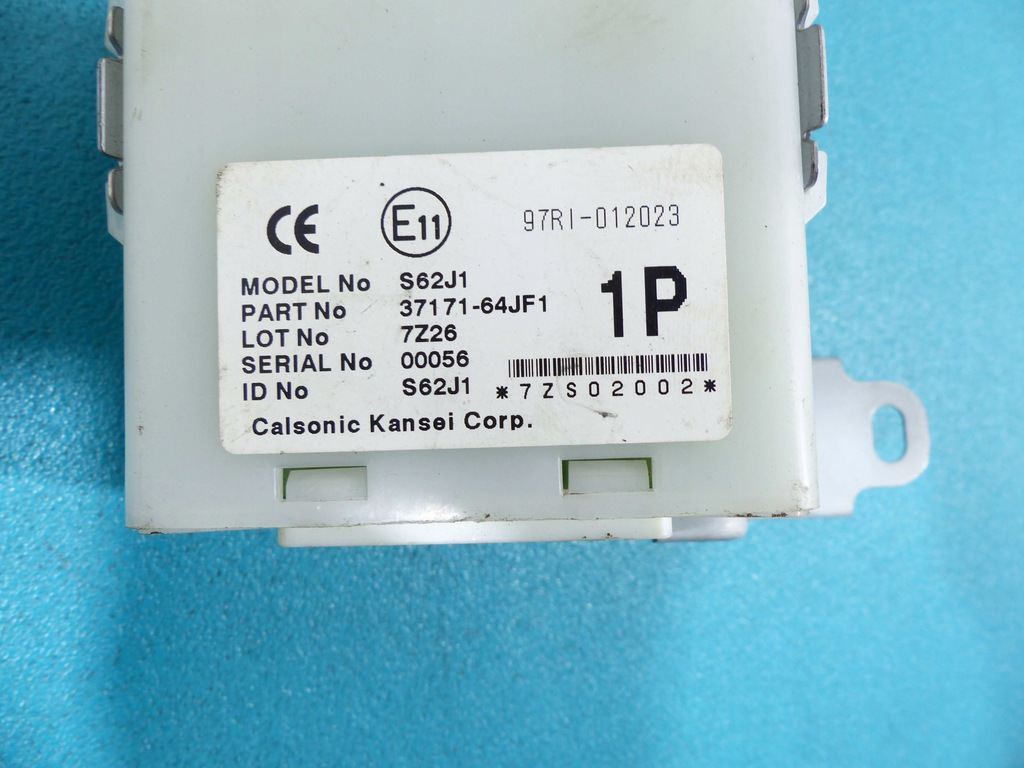 CE E11 97RI-012023
MODEL No S62J1
PART No 37171-64JF1
LOT No 7Z26
SERIAL No 00056
ID No S62J1
1P
*7ZS02002*
Calsonic Kansei Corp.